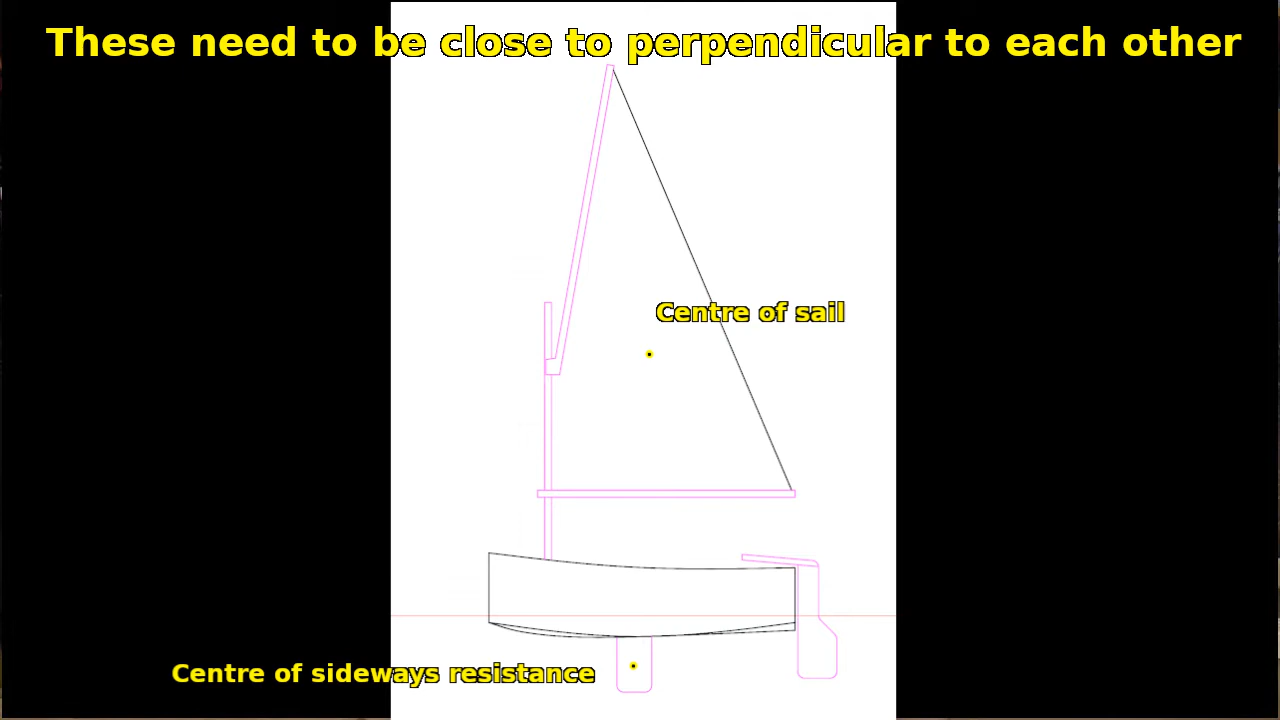 These need to be close to perpendicular to each other
Centre of sail
Centre of sideways resistance